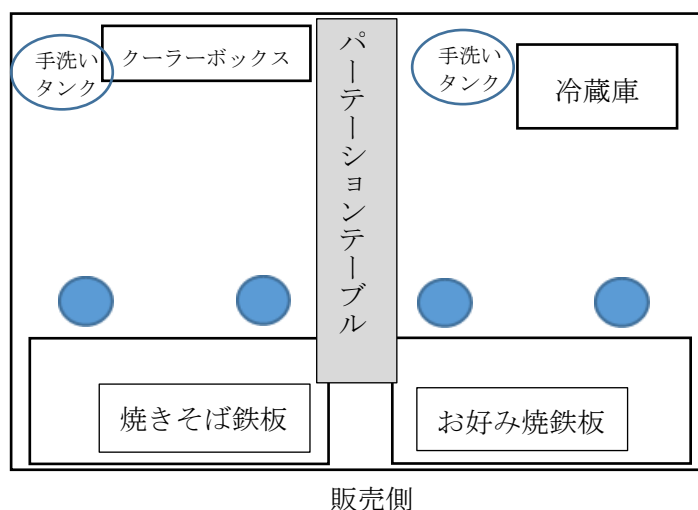 手洗い
タンク
クーラーボックス
パーテーションテーブル
手洗い
タンク
冷蔵庫
焼きそば鉄板
お好み焼鉄板
販売側